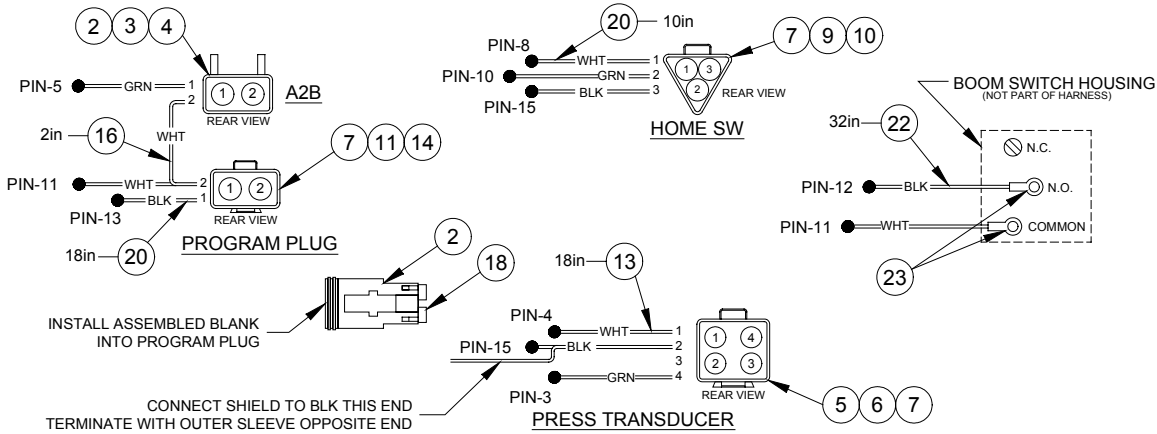 2 3 4
PIN-5 GRN 1
2
1 2
A2B
REAR VIEW
WHT
2in 16
7 11 14
PIN-11 WHT 2
PIN-13 BLK 1
1 2
REAR VIEW
PROGRAM PLUG
18in 20
20 10in
7 9 10
PIN-8 WHT 1
PIN-10 GRN 2
PIN-15 BLK 3
1 3
2
REAR VIEW
HOME SW
BOOM SWITCH HOUSING
(NOT PART OF HARNESS)
32in 22
N.C.
PIN-12 BLK N.O.
PIN-11 WHT COMMON
23
2
18
INSTALL ASSEMBLED BLANK
INTO PROGRAM PLUG
18in 13
PIN-4 WHT 1
PIN-15 BLK 2
3
PIN-3 GRN 4
1 4
2 3
REAR VIEW
5 6 7
CONNECT SHIELD TO BLK THIS END
TERMINATE WITH OUTER SLEEVE OPPOSITE END
PRESS TRANSDUCER